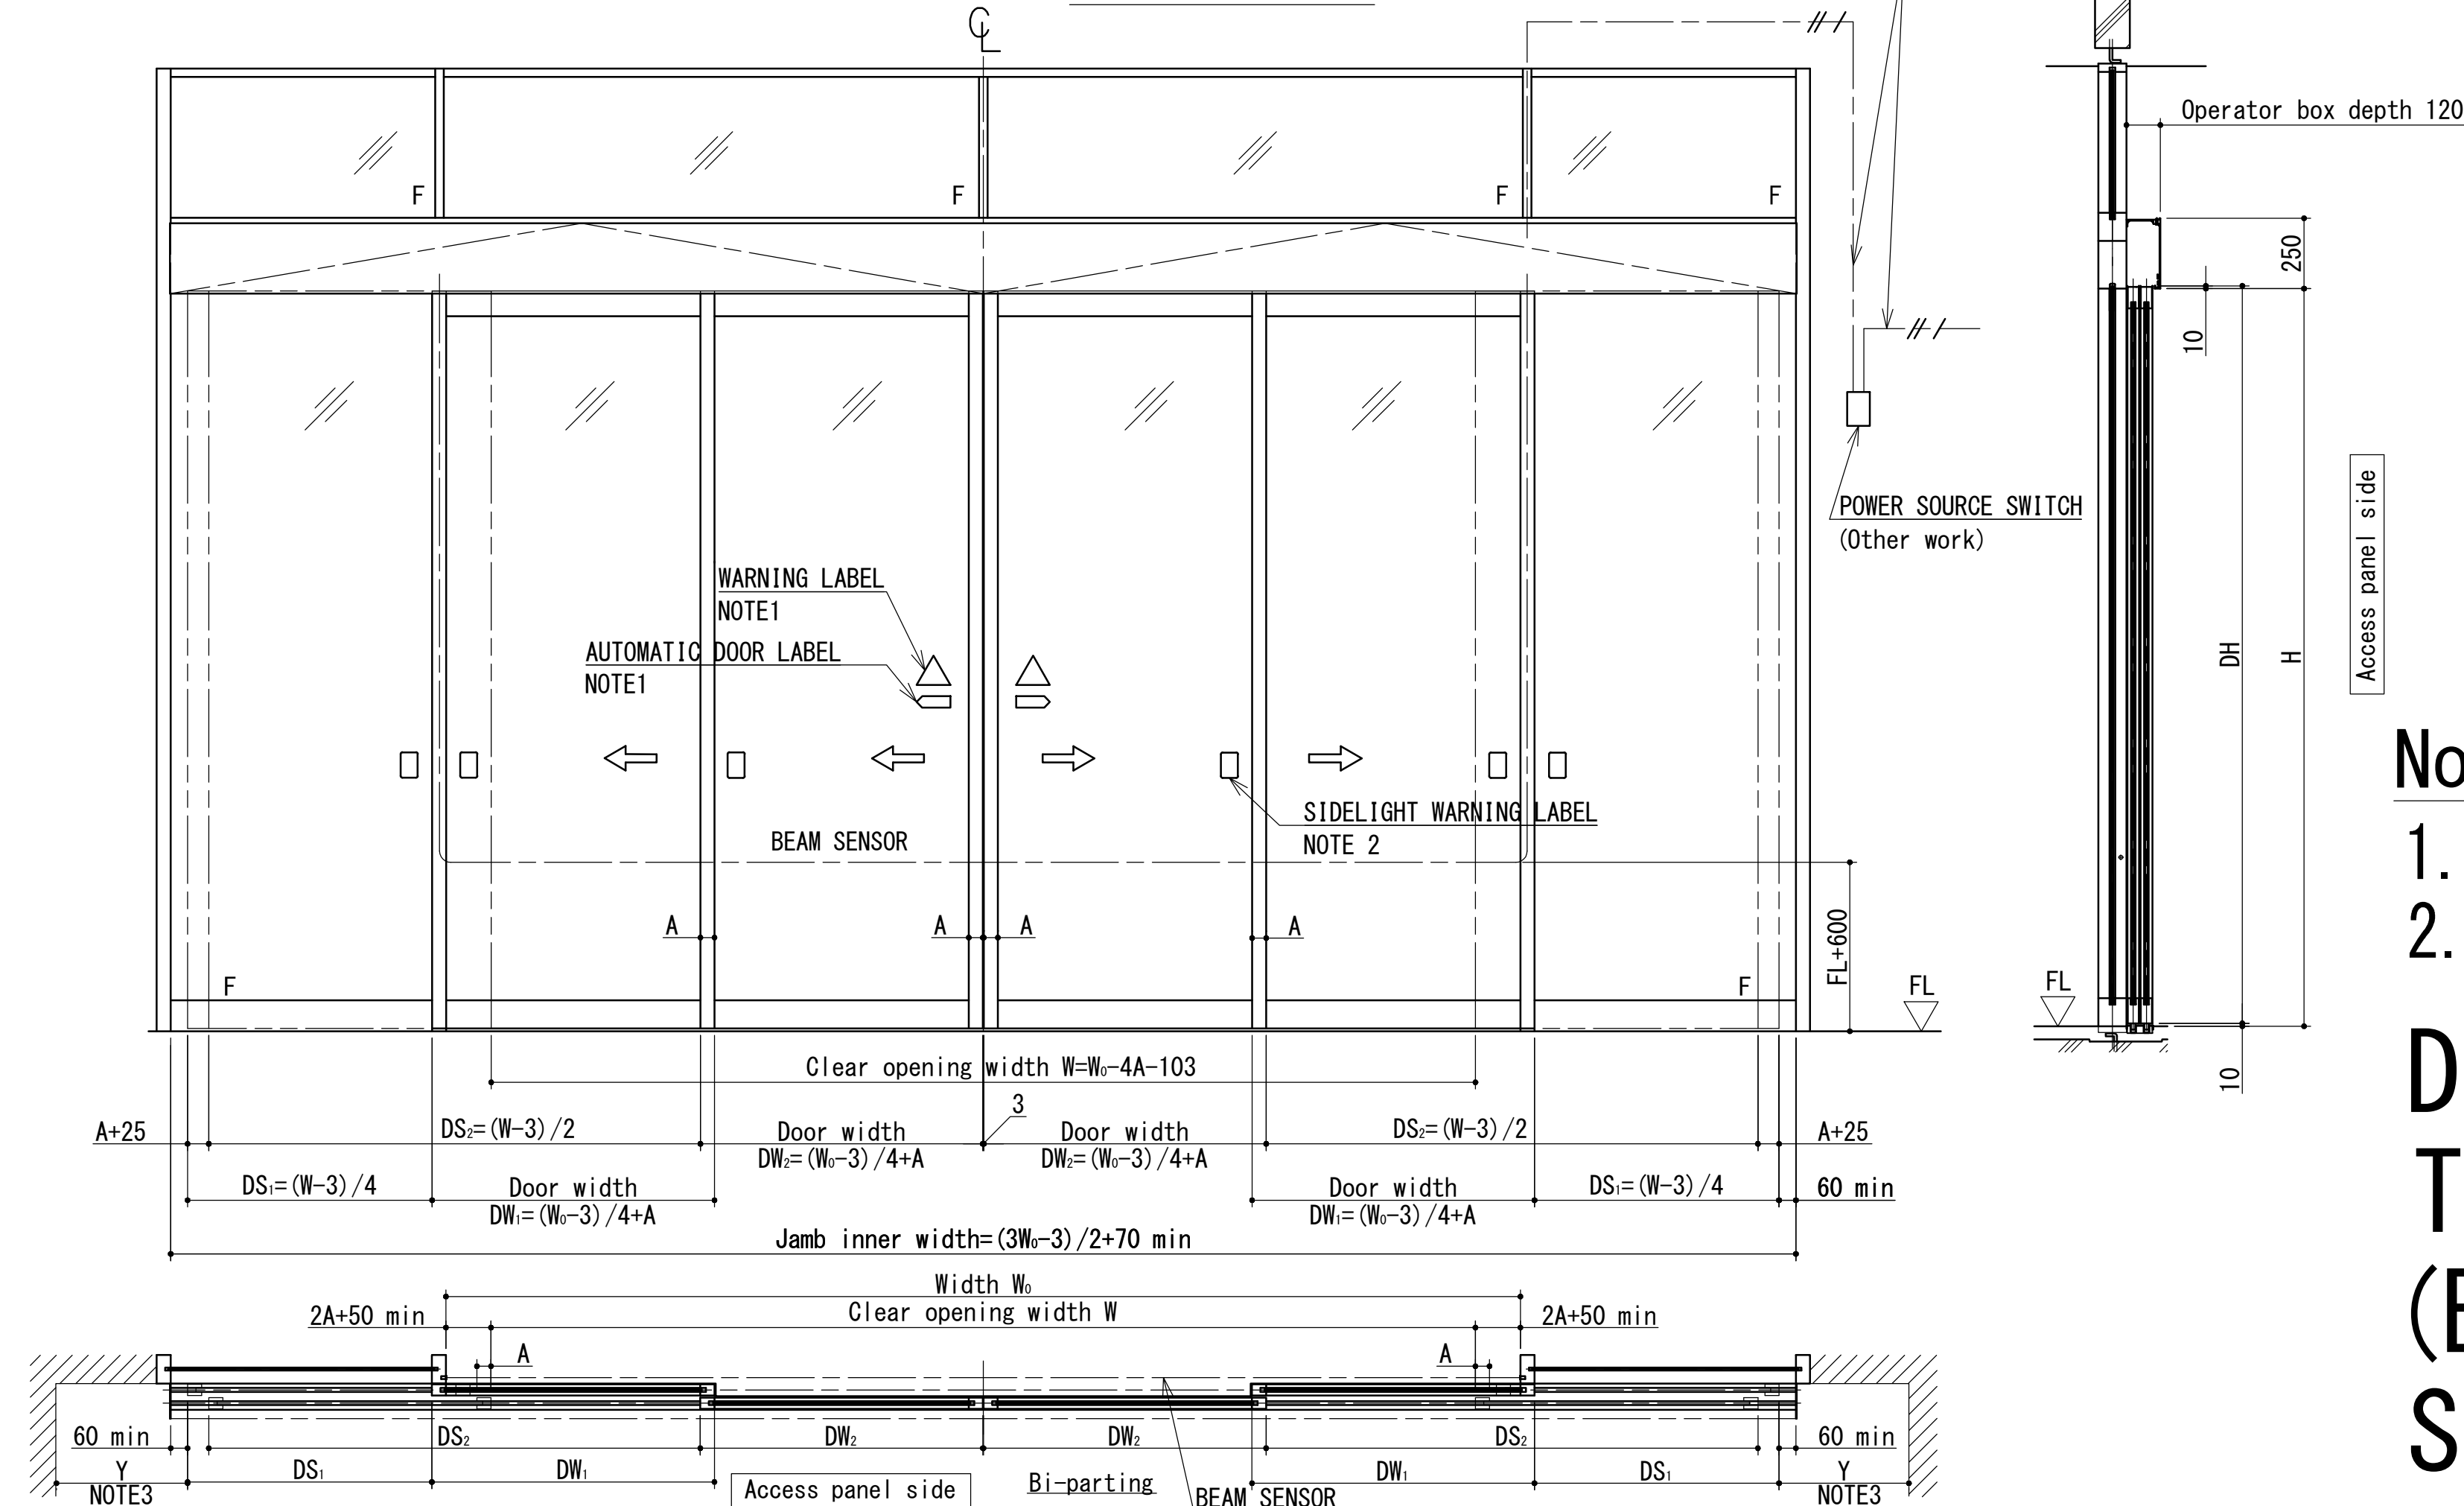 ℄
Operator box depth 120
F
F
F
F
250
10
POWER SOURCE SWITCH
(Other work)
Access panel side
WARNING LABEL
NOTE1
AUTOMATIC DOOR LABEL
NOTE1
DH
H
No
SIDELIGHT WARNING LABEL
NOTE 2
BEAM SENSOR
1.
2.
A
A
A
A
FL+600
F
F
FL
FL
D
Clear opening width W=W₀-4A-103
10
3
A+25
DS₂=(W-3)/2
Door width
DW₂=(W₀-3)/4+A
Door width
DW₂=(W₀-3)/4+A
DS₂=(W-3)/2
A+25
DS₁=(W-3)/4
Door width
DW₁=(W₀-3)/4+A
Door width
DW₁=(W₀-3)/4+A
DS₁=(W-3)/4
60 min
T
Jamb inner width=(3W₀-3)/2+70 min
Width W₀
2A+50 min
Clear opening width W
2A+50 min
A
A
S
60 min
DS₂
DW₂
DW₂
DS₂
60 min
Y
NOTE3
DS₁
DW₁
DW₁
DS₁
Y
NOTE3
Access panel side
Bi-parting
BEAM SENSOR